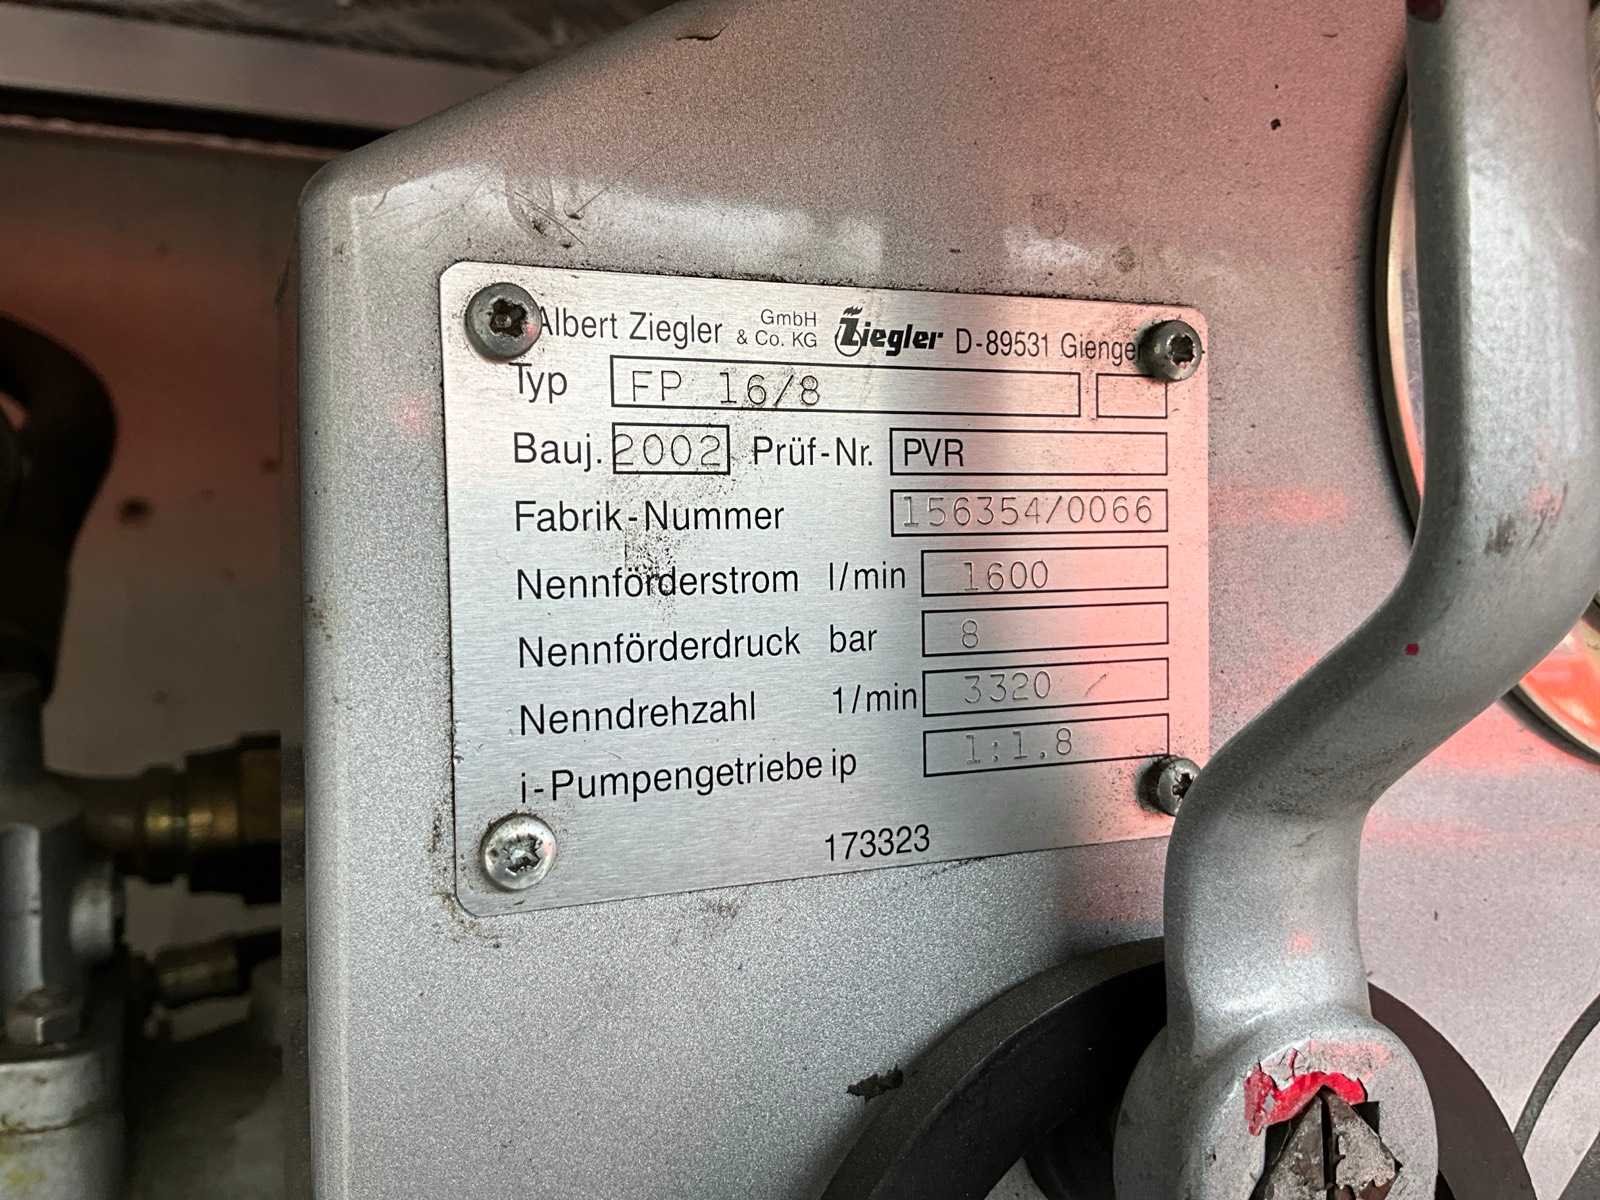 Albert Ziegler GmbH & Co. KG Ziegler D-89531 Giengen
Typ FP 16/8
Bauj. 2002 Prüf-Nr. PVR
Fabrik-Nummer 156354/0066
Nennförderstrom l/min 1600
Nennförderdruck bar 8
Nenndrehzahl 1/min 3320
i-Pumpengetriebe ip 1:1,8
173323